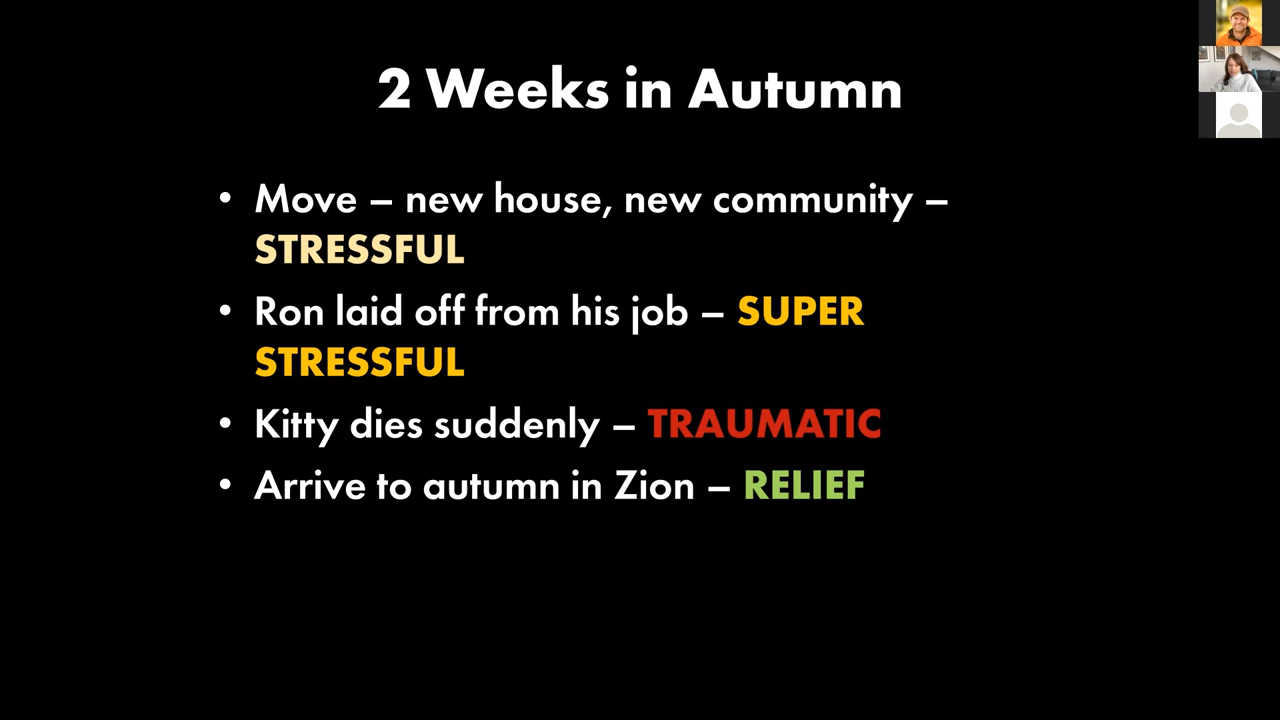 2 Weeks in Autumn
• Move – new house, new community –
STRESSFUL
• Ron laid off from his job – SUPER
STRESSFUL
• Kitty dies suddenly – TRAUMATIC
• Arrive to autumn in Zion – RELIEF